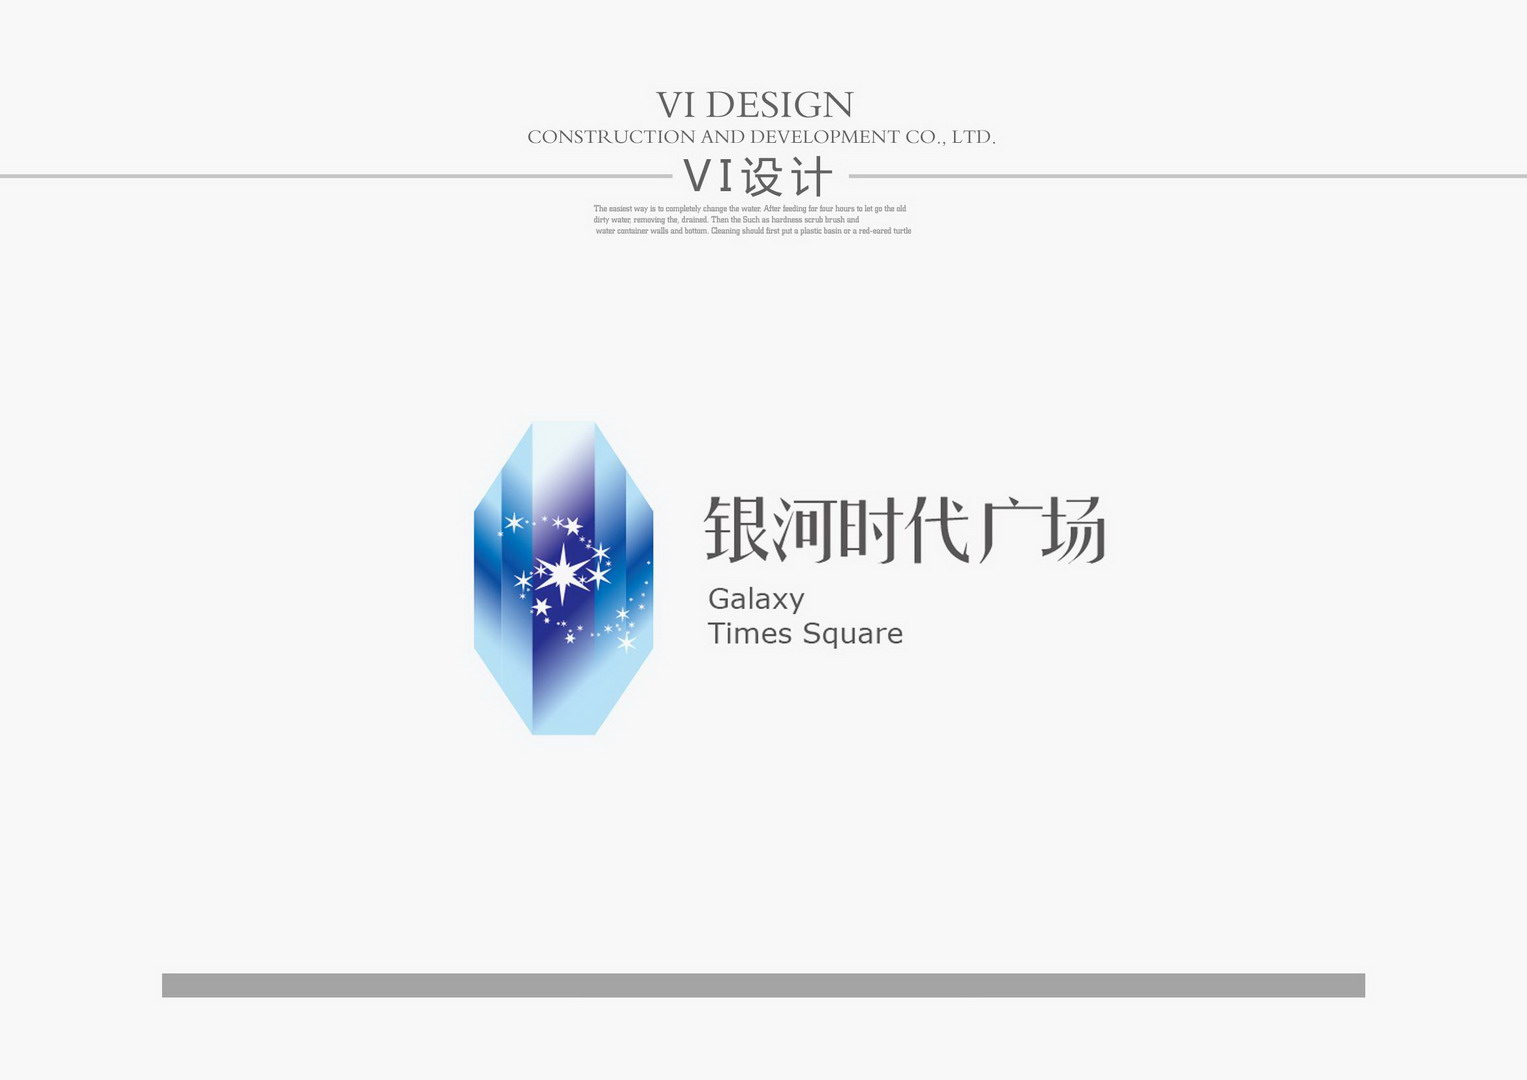 VI DESIGN
CONSTRUCTION AND DEVELOPMENT CO., LTD.
VI设计
The easiest way is to completely change the water. After feeding for four hours to let go the old
dirty water, removing the, drained. Then the Such as hardness scrub brush and
water container walls and bottom. Cleaning should first put a plastic basin or a red-eared turtle
银河时代广场
Galaxy
Times Square